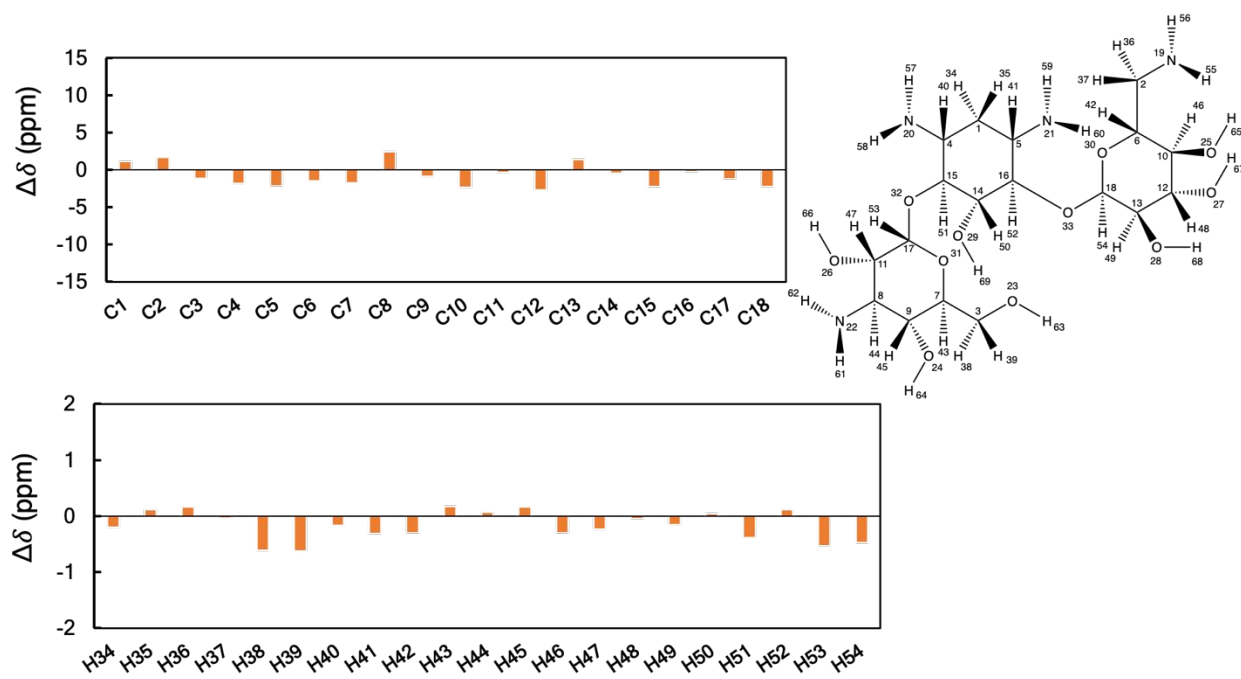 Δδ (ppm)
15
10
5
0
-5
-10
-15
C1 C2 C3 C4 C5 C6 C7 C8 C9 C10 C11 C12 C13 C14 C15 C16 C17 C18
Δδ (ppm)
2
1
0
-1
-2
H34 H35 H36 H37 H38 H39 H40 H41 H42 H43 H44 H45 H46 H47 H48 H49 H50 H51 H52 H53 H54
H 56
H 36 19 N
57 59 H 55
H 34 35 H 37 H 2
H 40 H H 41 H 42 H 46 H
N 20 1 N 21 H 60 H 25 65
H 58 4 5 30 O 6 10 O H 67
15 16 18 12 O 27
32 O 14 O 33 13 H 48
66 47 53 H 51 O 29 H 52 H 54 H 49 O 28 H 68
H H H 17 O 31 H 50
O 26 11 H 69
62 H 8 7 23 O
N 22 9 3 H 63
H 61 H 44 H 45 O 24 H 43 H 38 H 39
H 64